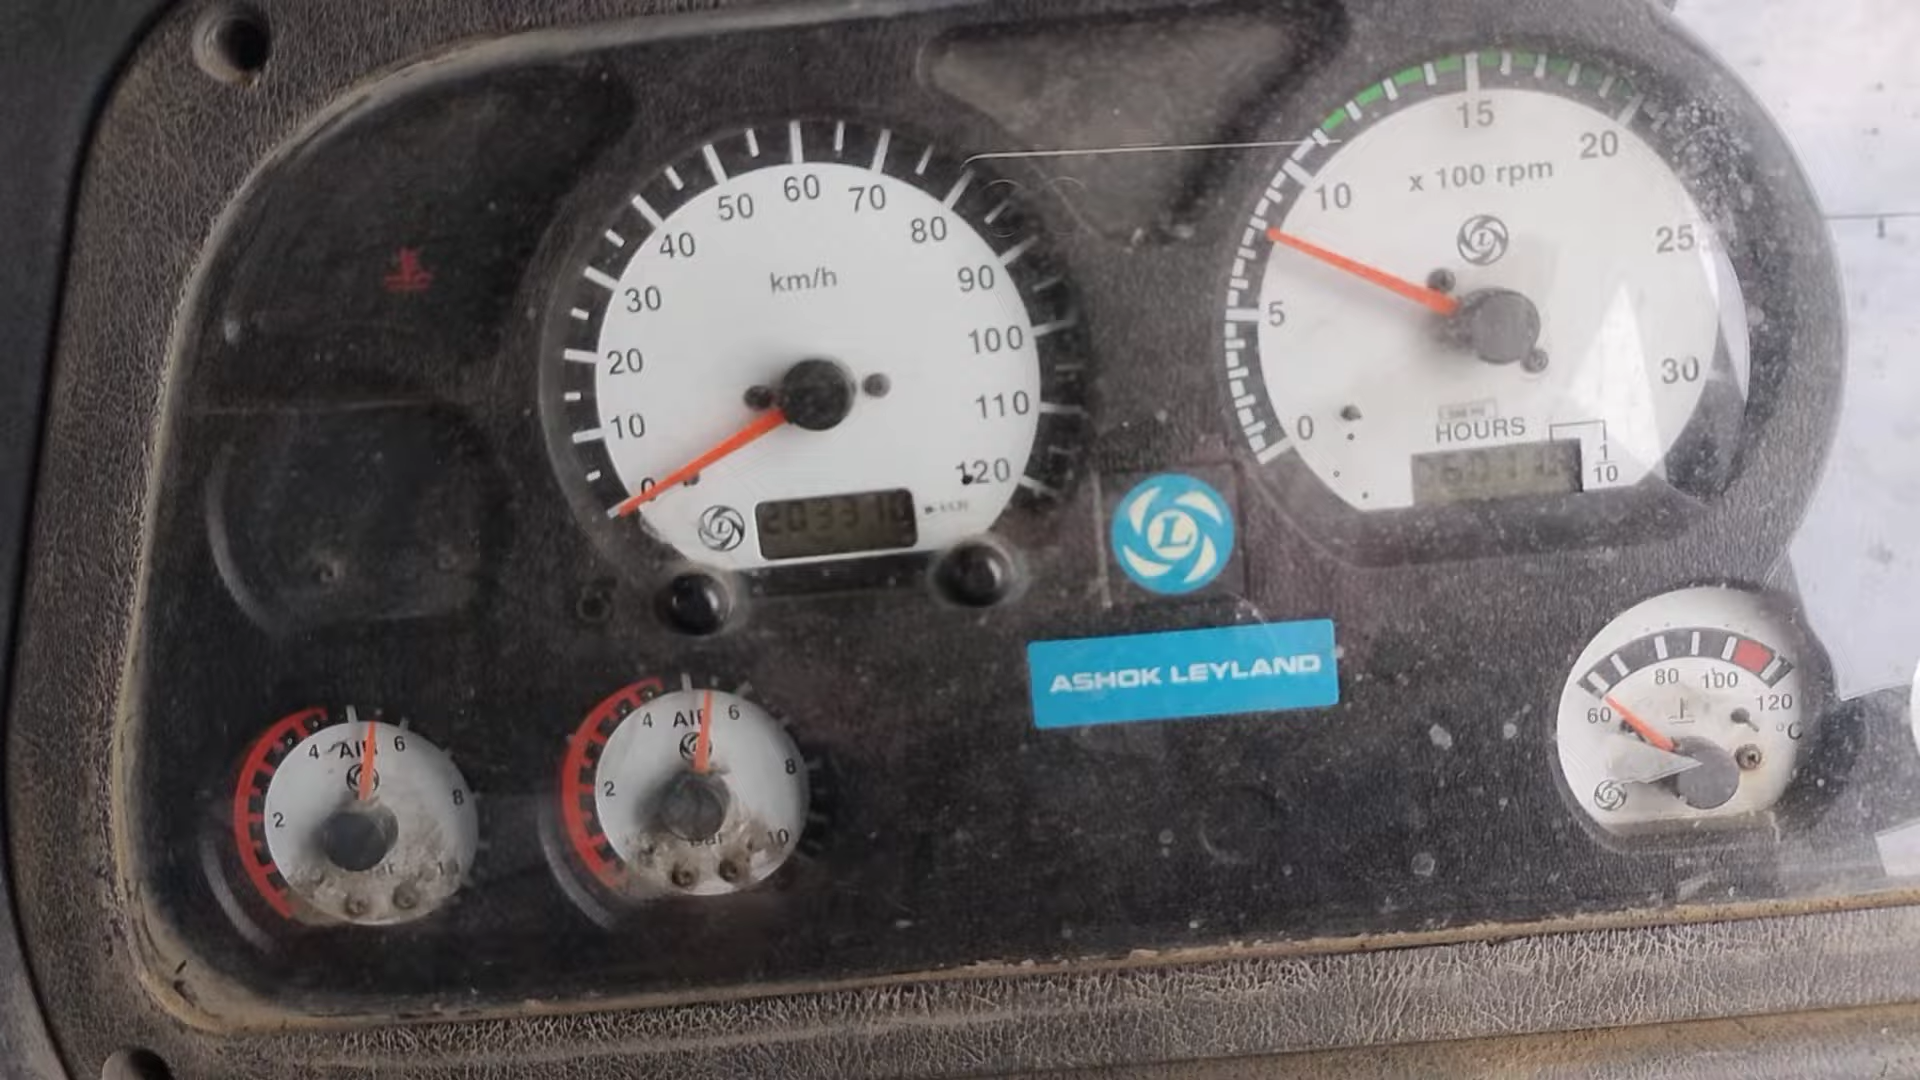 50 60 70
40 80
km/h
30 90
20 100
10 110
0 120
203310
15
10 20
x 100 rpm
25
5
30
0
HOURS
1
10
L
ASHOK LEYLAND
4 AIR 6
2 8
4 AIR 6
2 8
Bar 10
80 100
60 120
°C